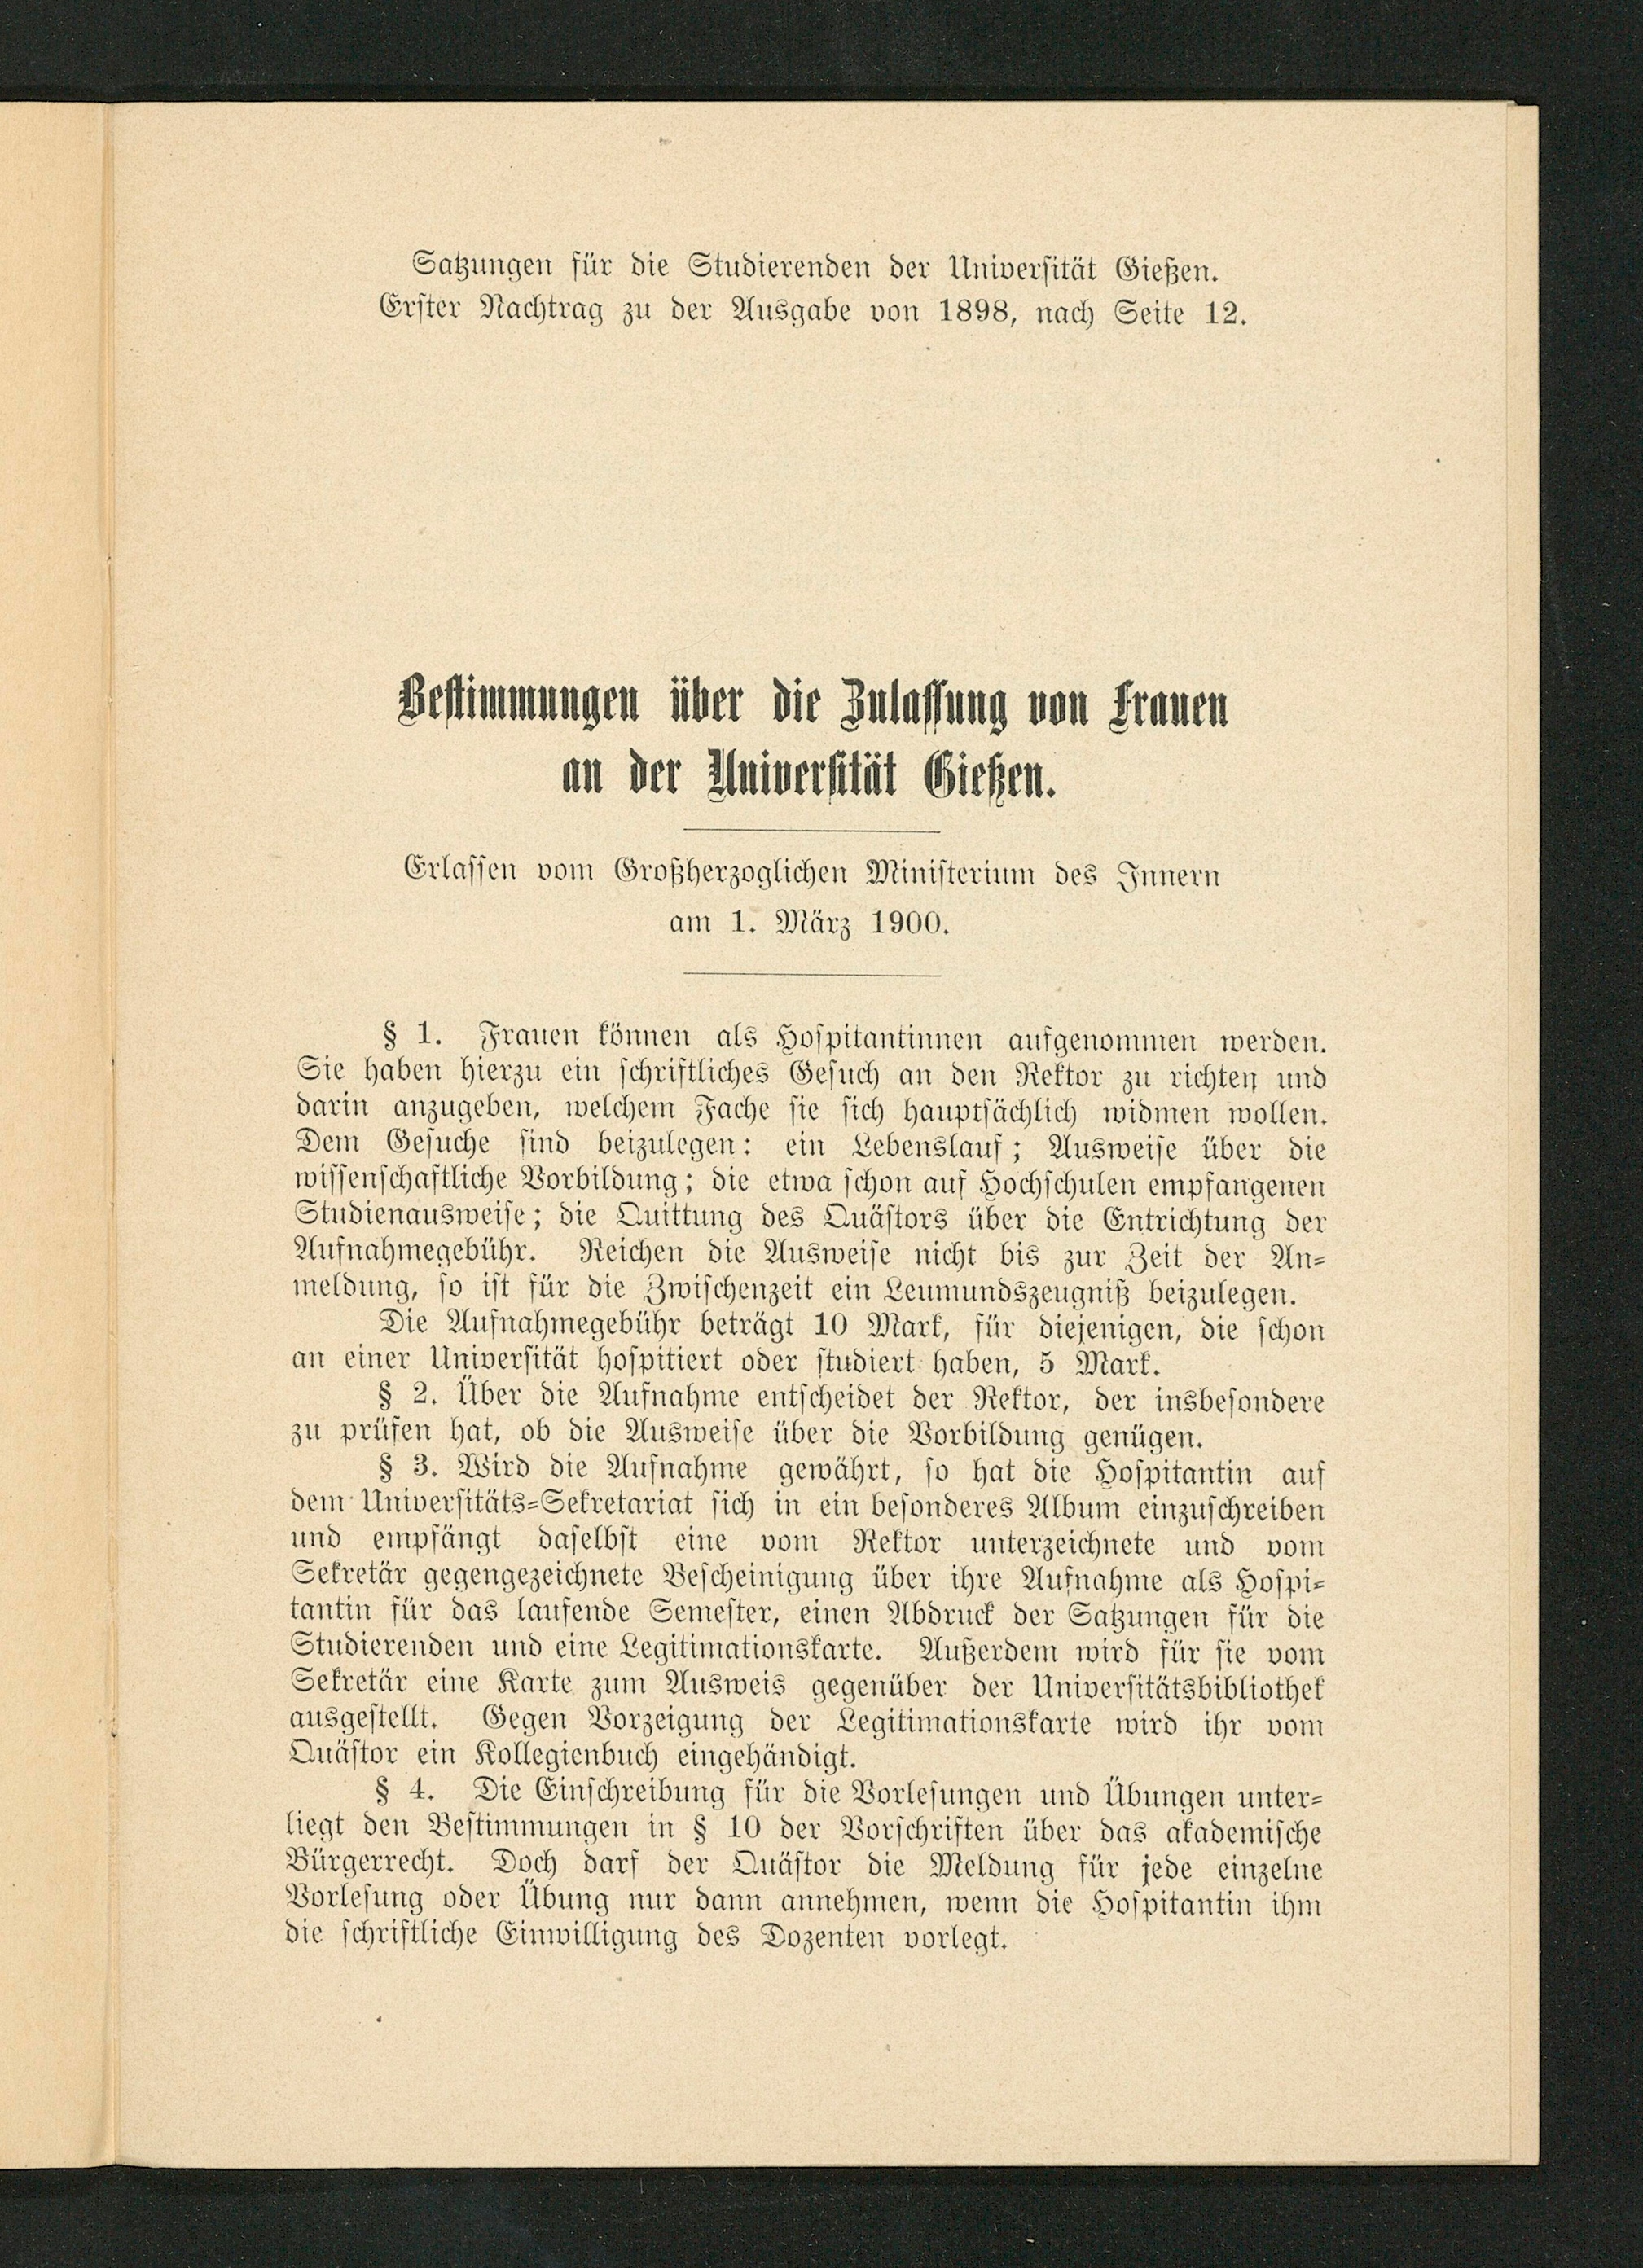 Satzungen für die Studierenden der Universität Gießen.
Erster Nachtrag zu der Ausgabe von 1898, nach Seite 12.
Bestimmungen über die Zulassung von Frauen
an der Universität Gießen.
Erlassen vom Großherzoglichen Ministerium des Innern
am 1. März 1900.
§ 1. Frauen können als Hospitantinnen aufgenommen werden.
Sie haben hierzu ein schriftliches Gesuch an den Rektor zu richten und
darin anzugeben, welchem Fache sie sich hauptsächlich widmen wollen.
Dem Gesuche sind beizulegen: ein Lebenslauf; Ausweise über die
wissenschaftliche Vorbildung; die etwa schon auf Hochschulen empfangenen
Studienausweise; die Quittung des Quästors über die Entrichtung der
Aufnahmegebühr. Reichen die Ausweise nicht bis zur Zeit der An-
meldung, so ist für die Zwischenzeit ein Leumundszeugniß beizulegen.
Die Aufnahmegebühr beträgt 10 Mark, für diejenigen, die schon
an einer Universität hospitiert oder studiert haben, 5 Mark.
§ 2. Über die Aufnahme entscheidet der Rektor, der insbesondere
zu prüfen hat, ob die Ausweise über die Vorbildung genügen.
§ 3. Wird die Aufnahme gewährt, so hat die Hospitantin auf
dem Universitäts-Sekretariat sich in ein besonderes Album einzuschreiben
und empfängt daselbst eine vom Rektor unterzeichnete und vom
Sekretär gegengezeichnete Bescheinigung über ihre Aufnahme als Hospi-
tantin für das laufende Semester, einen Abdruck der Satzungen für die
Studierenden und eine Legitimationskarte. Außerdem wird für sie vom
Sekretär eine Karte zum Ausweis gegenüber der Universitätsbibliothek
ausgestellt. Gegen Vorzeigung der Legitimationskarte wird ihr vom
Quästor ein Kollegienbuch eingehändigt.
§ 4. Die Einschreibung für die Vorlesungen und Übungen unter-
liegt den Bestimmungen in § 10 der Vorschriften über das akademische
Bürgerrecht. Doch darf der Quästor die Meldung für jede einzelne
Vorlesung oder Übung nur dann annehmen, wenn die Hospitantin ihm
die schriftliche Einwilligung des Dozenten vorlegt.